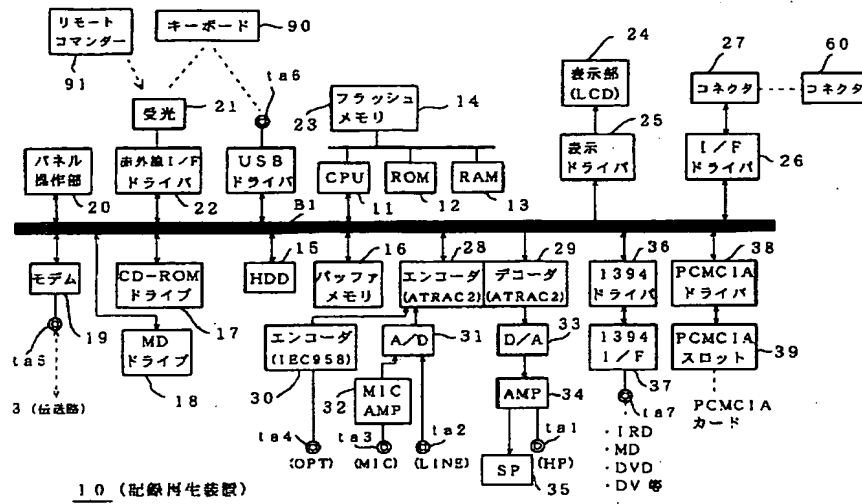 リモート
コマンダー
91
キーボード
90
ta6
受光
21
フラッシュ
メモリ
23
14
24
表示部
(LCD)
27
コネクタ
60
コネクタ
25
パネル
操作部
20
赤外線I/F
ドライバ
22
USB
ドライバ
CPU
11
ROM
12
RAM
13
表示
ドライバ
I/F
ドライバ
26
B1
モデム
19
ta5
3 (伝送路)
CD-ROM
ドライブ
17
MD
ドライブ
18
HDD
15
バッファ
メモリ
16
エンコーダ
(ATRAC2)
28
デコーダ
(ATRAC2)
29
1394
ドライバ
36
PCMCIA
ドライバ
38
エンコーダ
(IEC958)
30
A/D
31
D/A
33
1394
I/F
37
PCMCIA
スロット
39
MIC
AMP
32
AMP
34
ta7
PCMCIA
カード
ta4
(OPT)
ta3
(MIC)
ta2
(LINE)
SP
35
ta1
(HP)
・IRD
・MD
・DVD
・DV等
10 (記録再生装置)